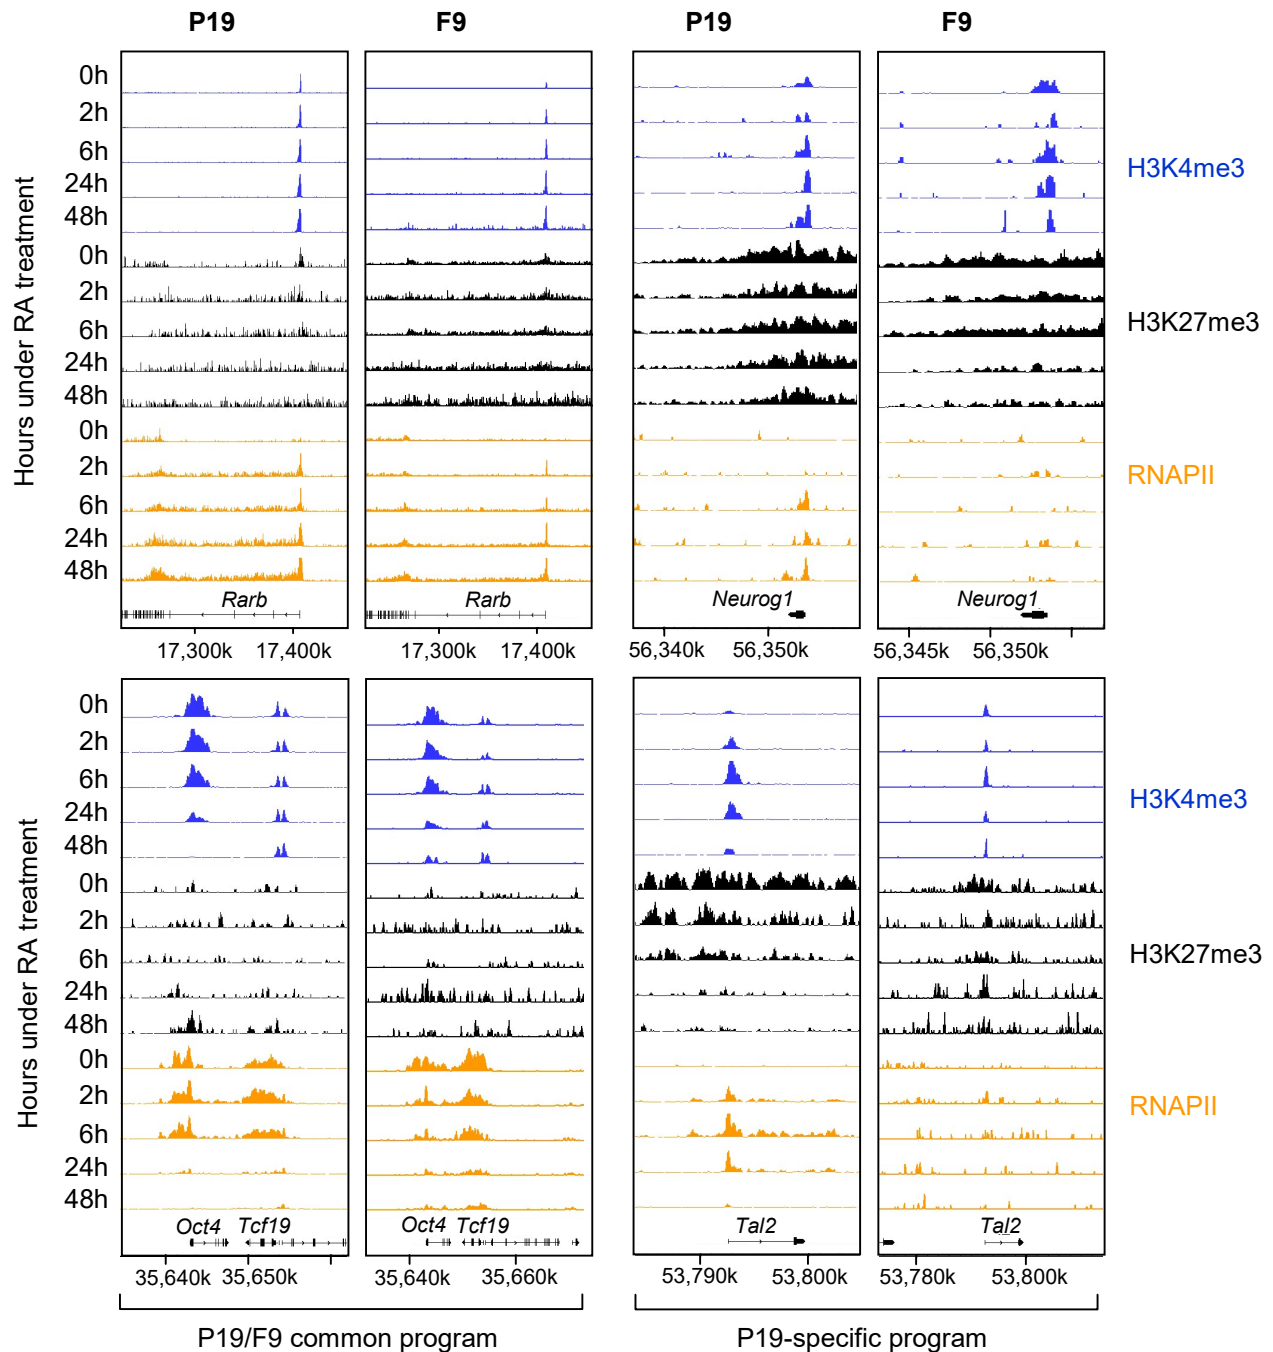 P19 F9 P19 F9
Hours under RA treatment
0h
2h
6h
24h
48h
H3K4me3
0h
2h
6h
24h
48h
H3K27me3
0h
2h
6h
24h
48h
RNAPII
Rarb Rarb Neurog1 Neurog1
17,300k 17,400k 17,300k 17,400k 56,340k 56,350k 56,345k 56,350k
Hours under RA treatment
0h
2h
6h
24h
48h
H3K4me3
0h
2h
6h
24h
48h
H3K27me3
0h
2h
6h
24h
48h
RNAPII
Oct4 Tcf19 Oct4 Tcf19 Tal2 Tal2
35,640k 35,650k 35,640k 35,660k 53,790k 53,800k 53,780k 53,800k
P19/F9 common program P19-specific program